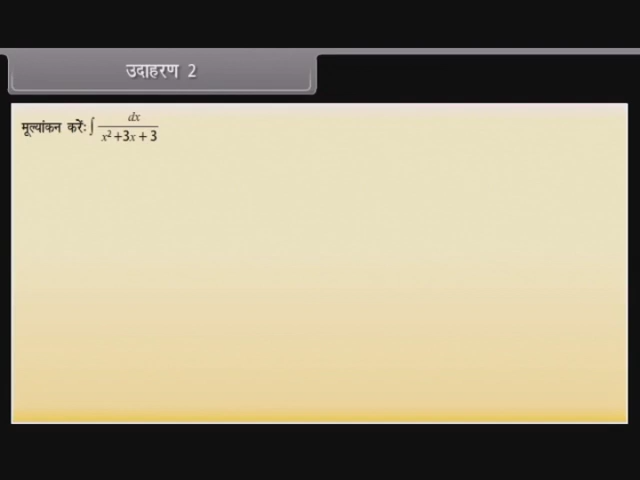 उदाहरण 2
मूल्यांकन करें: ∫ dx / x²+3x+3